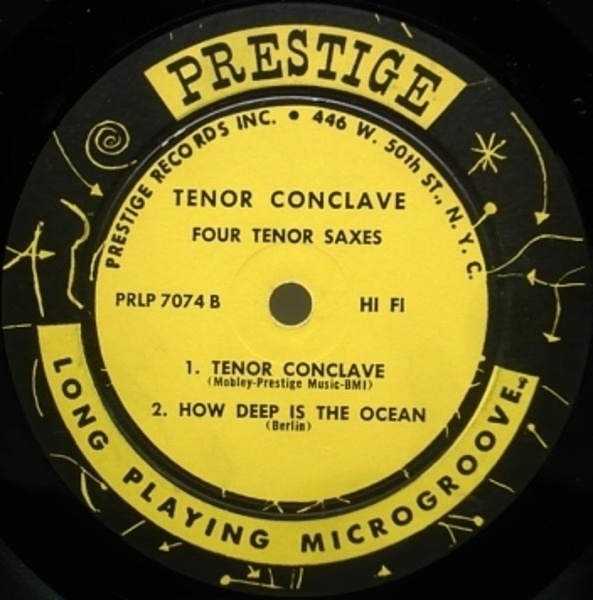 PRESTIGE
PRESTIGE RECORDS INC. • 446 W. 50th ST., N. Y. C.
TENOR CONCLAVE
FOUR TENOR SAXES
PRLP 7074 B
HI FI
1. TENOR CONCLAVE
(Mobley-Prestige Music-BMI)
2. HOW DEEP IS THE OCEAN
(Berlin)
LONG PLAYING MICROGROOVE